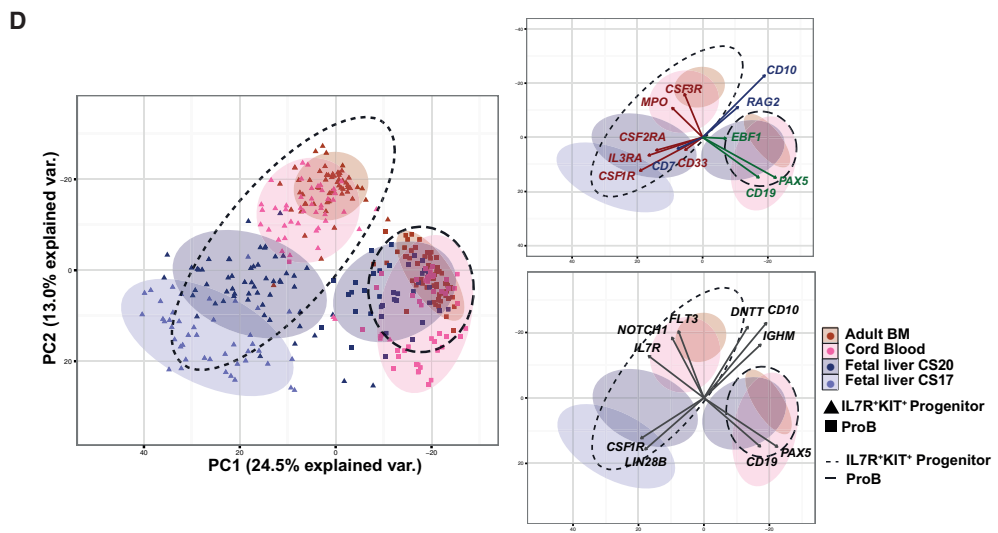 D
-20
0
20
40
20
0
-20
PC2 (13.0% explained var.)
PC1 (24.5% explained var.)
-40
-20
0
20
40
40
20
0
-20
CD10
CSF3R
MPO
RAG2
CSF2RA
EBF1
IL3RA
CD7
CD33
CSF1R
PAX5
CD19
-20
0
20
40
20
0
-20
FLT3
DNTT
CD10
NOTCH1
IGHM
IL7R
CSF1R
PAX5
LIN28B
CD19
Adult BM
Cord Blood
Fetal liver CS20
Fetal liver CS17
IL7R⁺KIT⁺ Progenitor
ProB
IL7R⁺KIT⁺ Progenitor
ProB